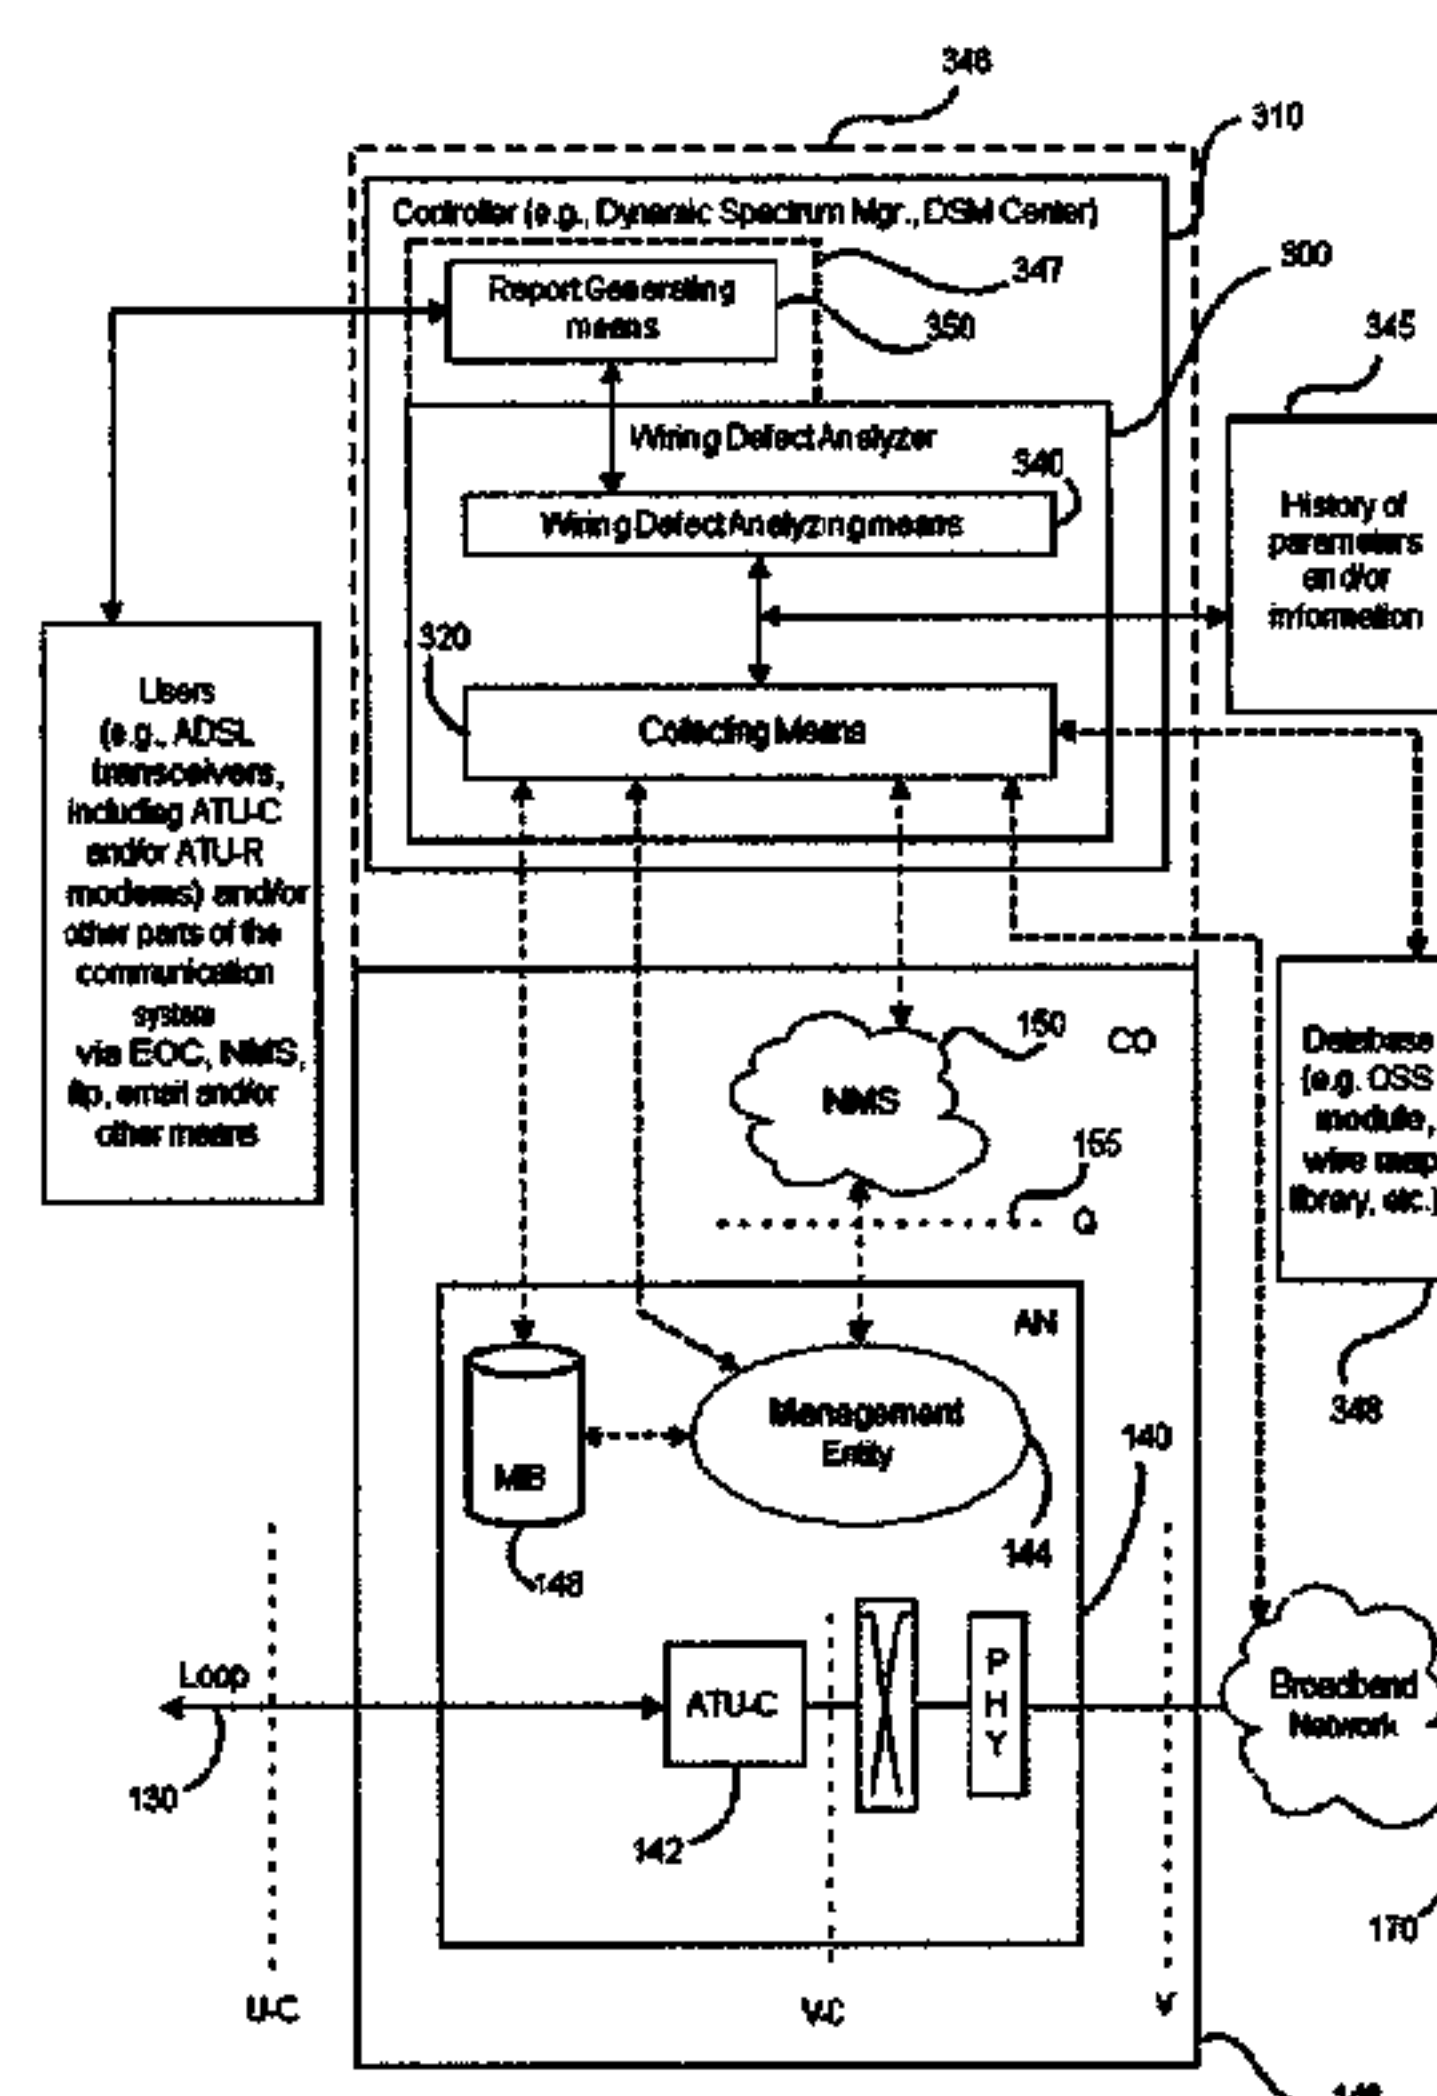 346
310
Controller (e.g., Dynamic Spectrum Mgr., DSM Center)
347
300
Report Generating
means
350
345
Wiring Defect Analyzer
340
Wiring Defect Analyzing means
History of
parameters
and/or
information
320
Collecting Means
Users
(e.g., ADSL
transceivers,
including ATU-C
and/or ATU-R
modems) and/or
other parts of the
communication
system
via EOC, NMS,
ftp, email and/or
other means
150
CO
NMS
155
Q
Database
(e.g. OSS
module,
wire map
library, etc.)
348
AN
Management
Entity
140
MIB
144
148
Loop
ATU-C
P
H
Y
Broadband
Network
130
142
170
U-C
V-C
V